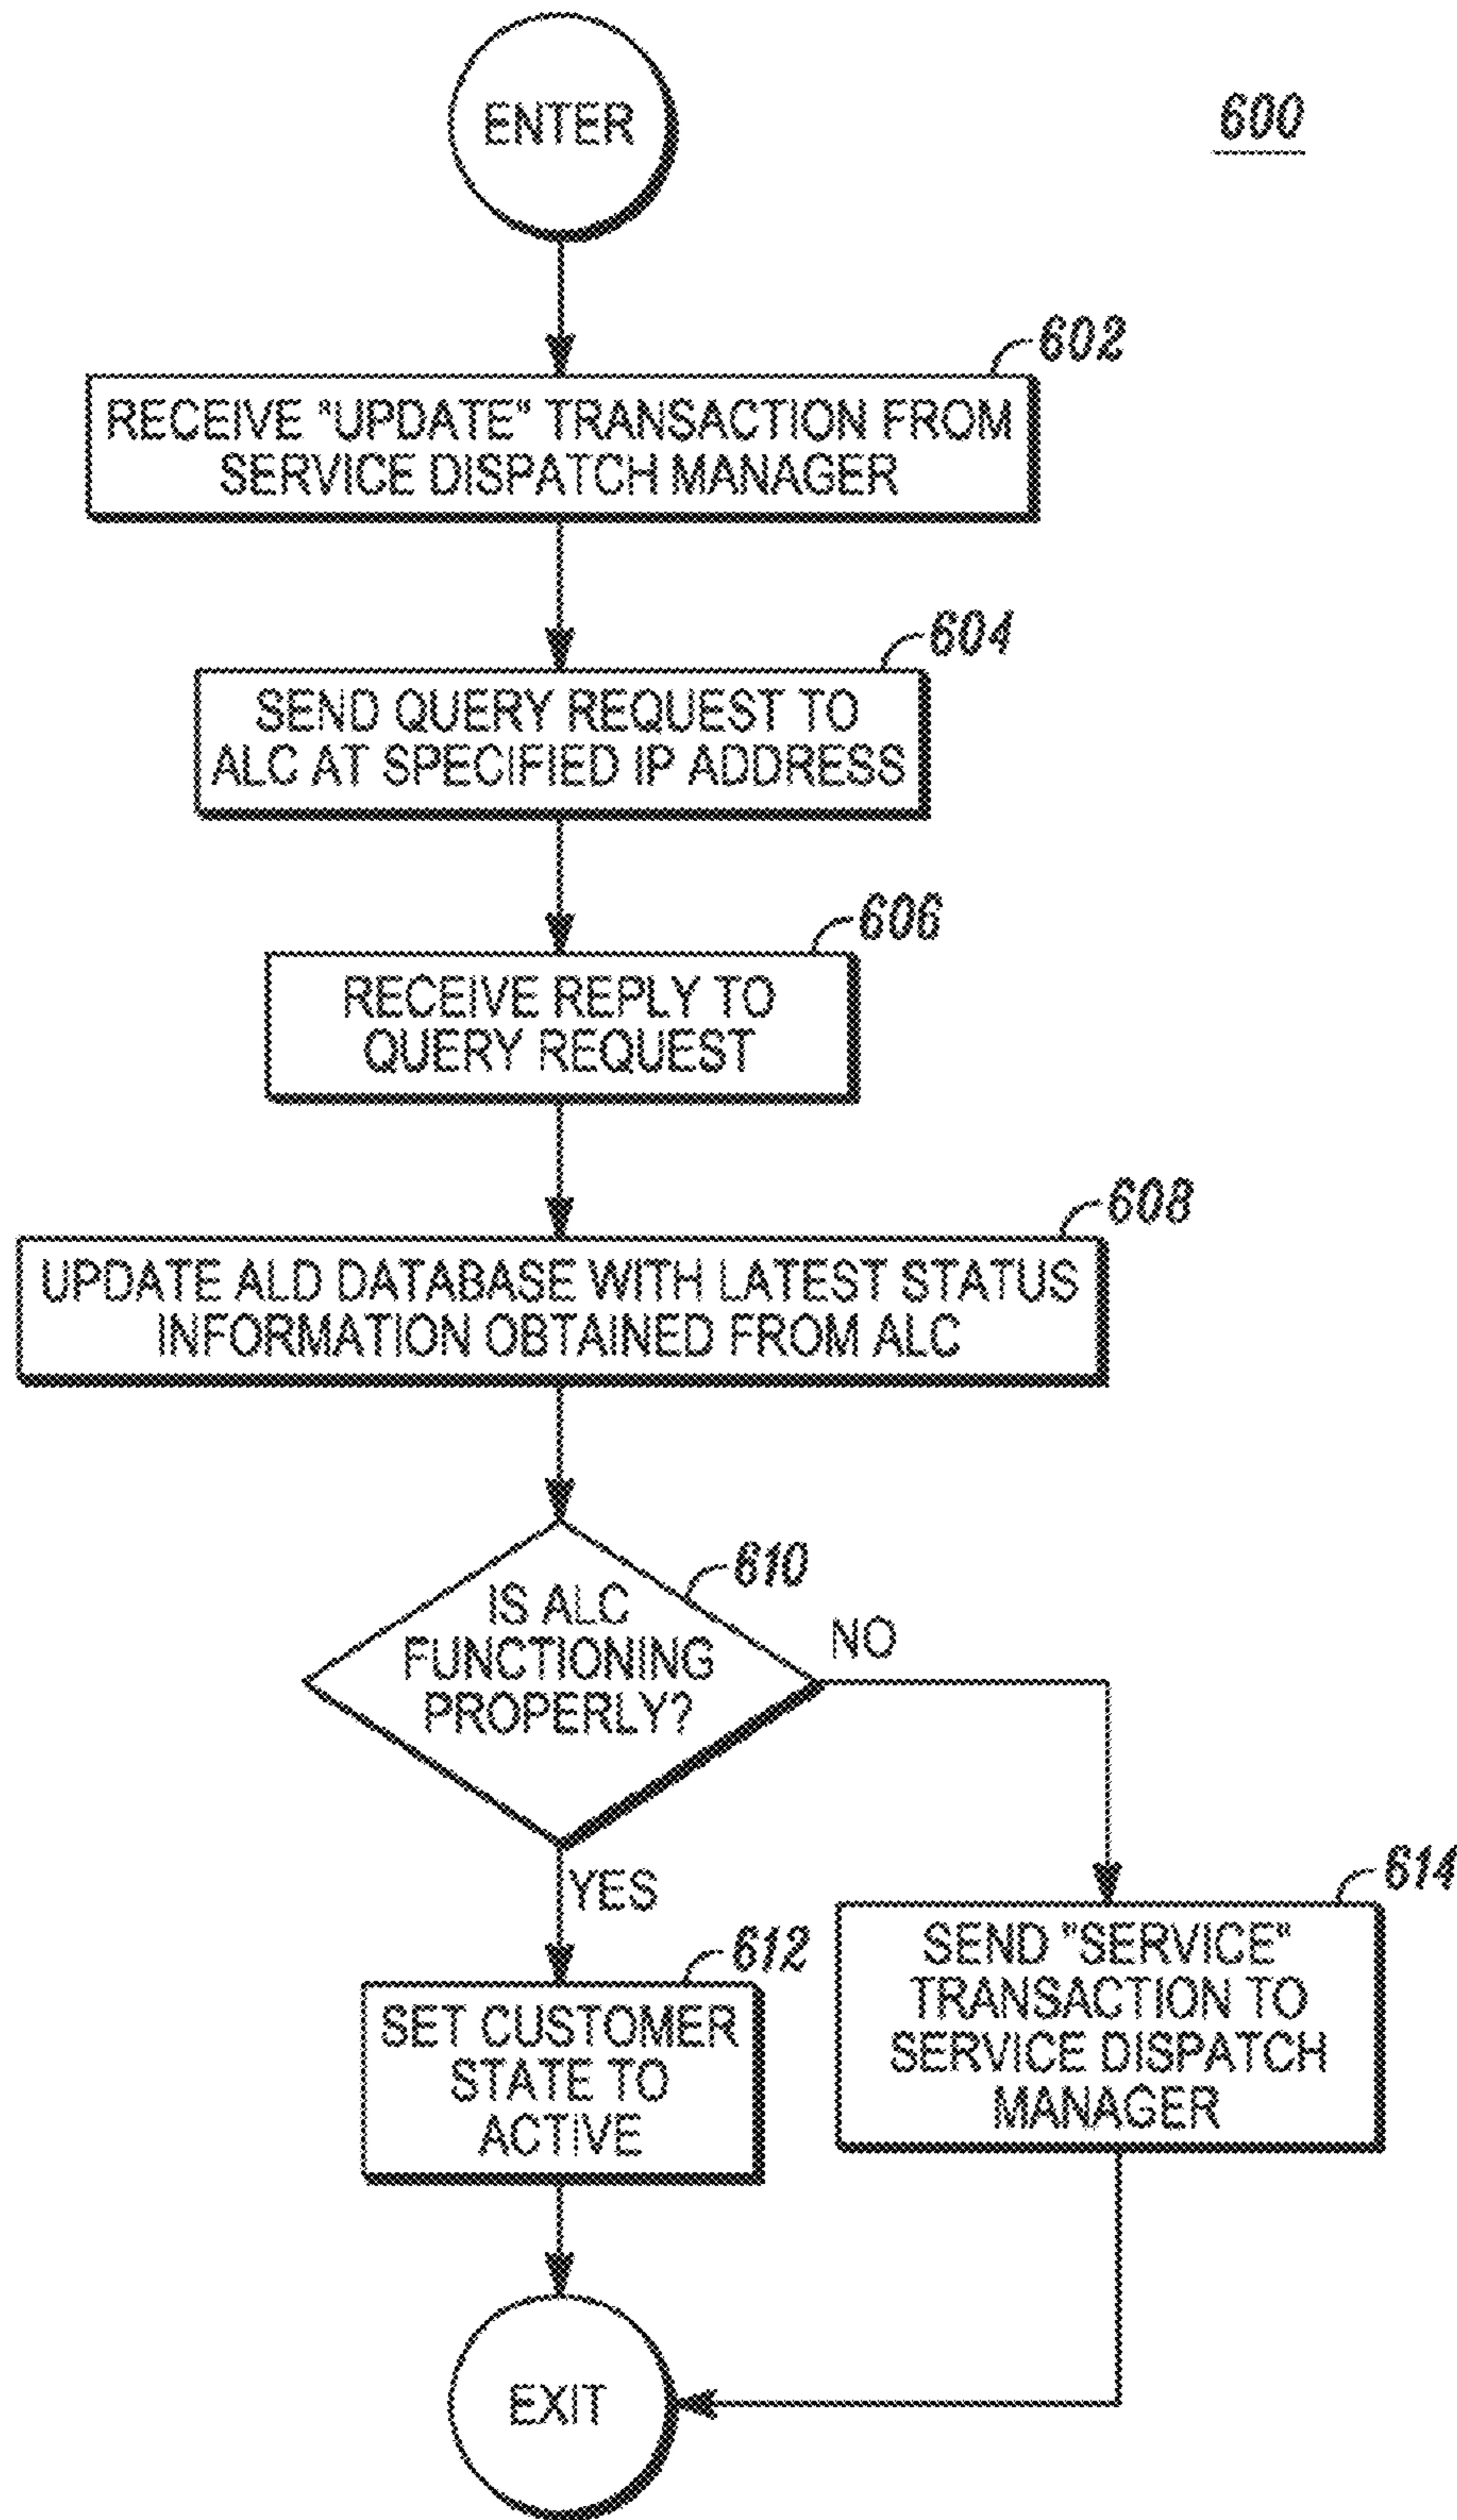 ENTER
600
602
RECEIVE "UPDATE" TRANSACTION FROM
SERVICE DISPATCH MANAGER
604
SEND QUERY REQUEST TO
ALC AT SPECIFIED IP ADDRESS
606
RECEIVE REPLY TO
QUERY REQUEST
608
UPDATE ALD DATABASE WITH LATEST STATUS
INFORMATION OBTAINED FROM ALC
610
IS ALC
FUNCTIONING
PROPERLY?
NO
YES
612
SET CUSTOMER
STATE TO
ACTIVE
614
SEND "SERVICE"
TRANSACTION TO
SERVICE DISPATCH
MANAGER
EXIT